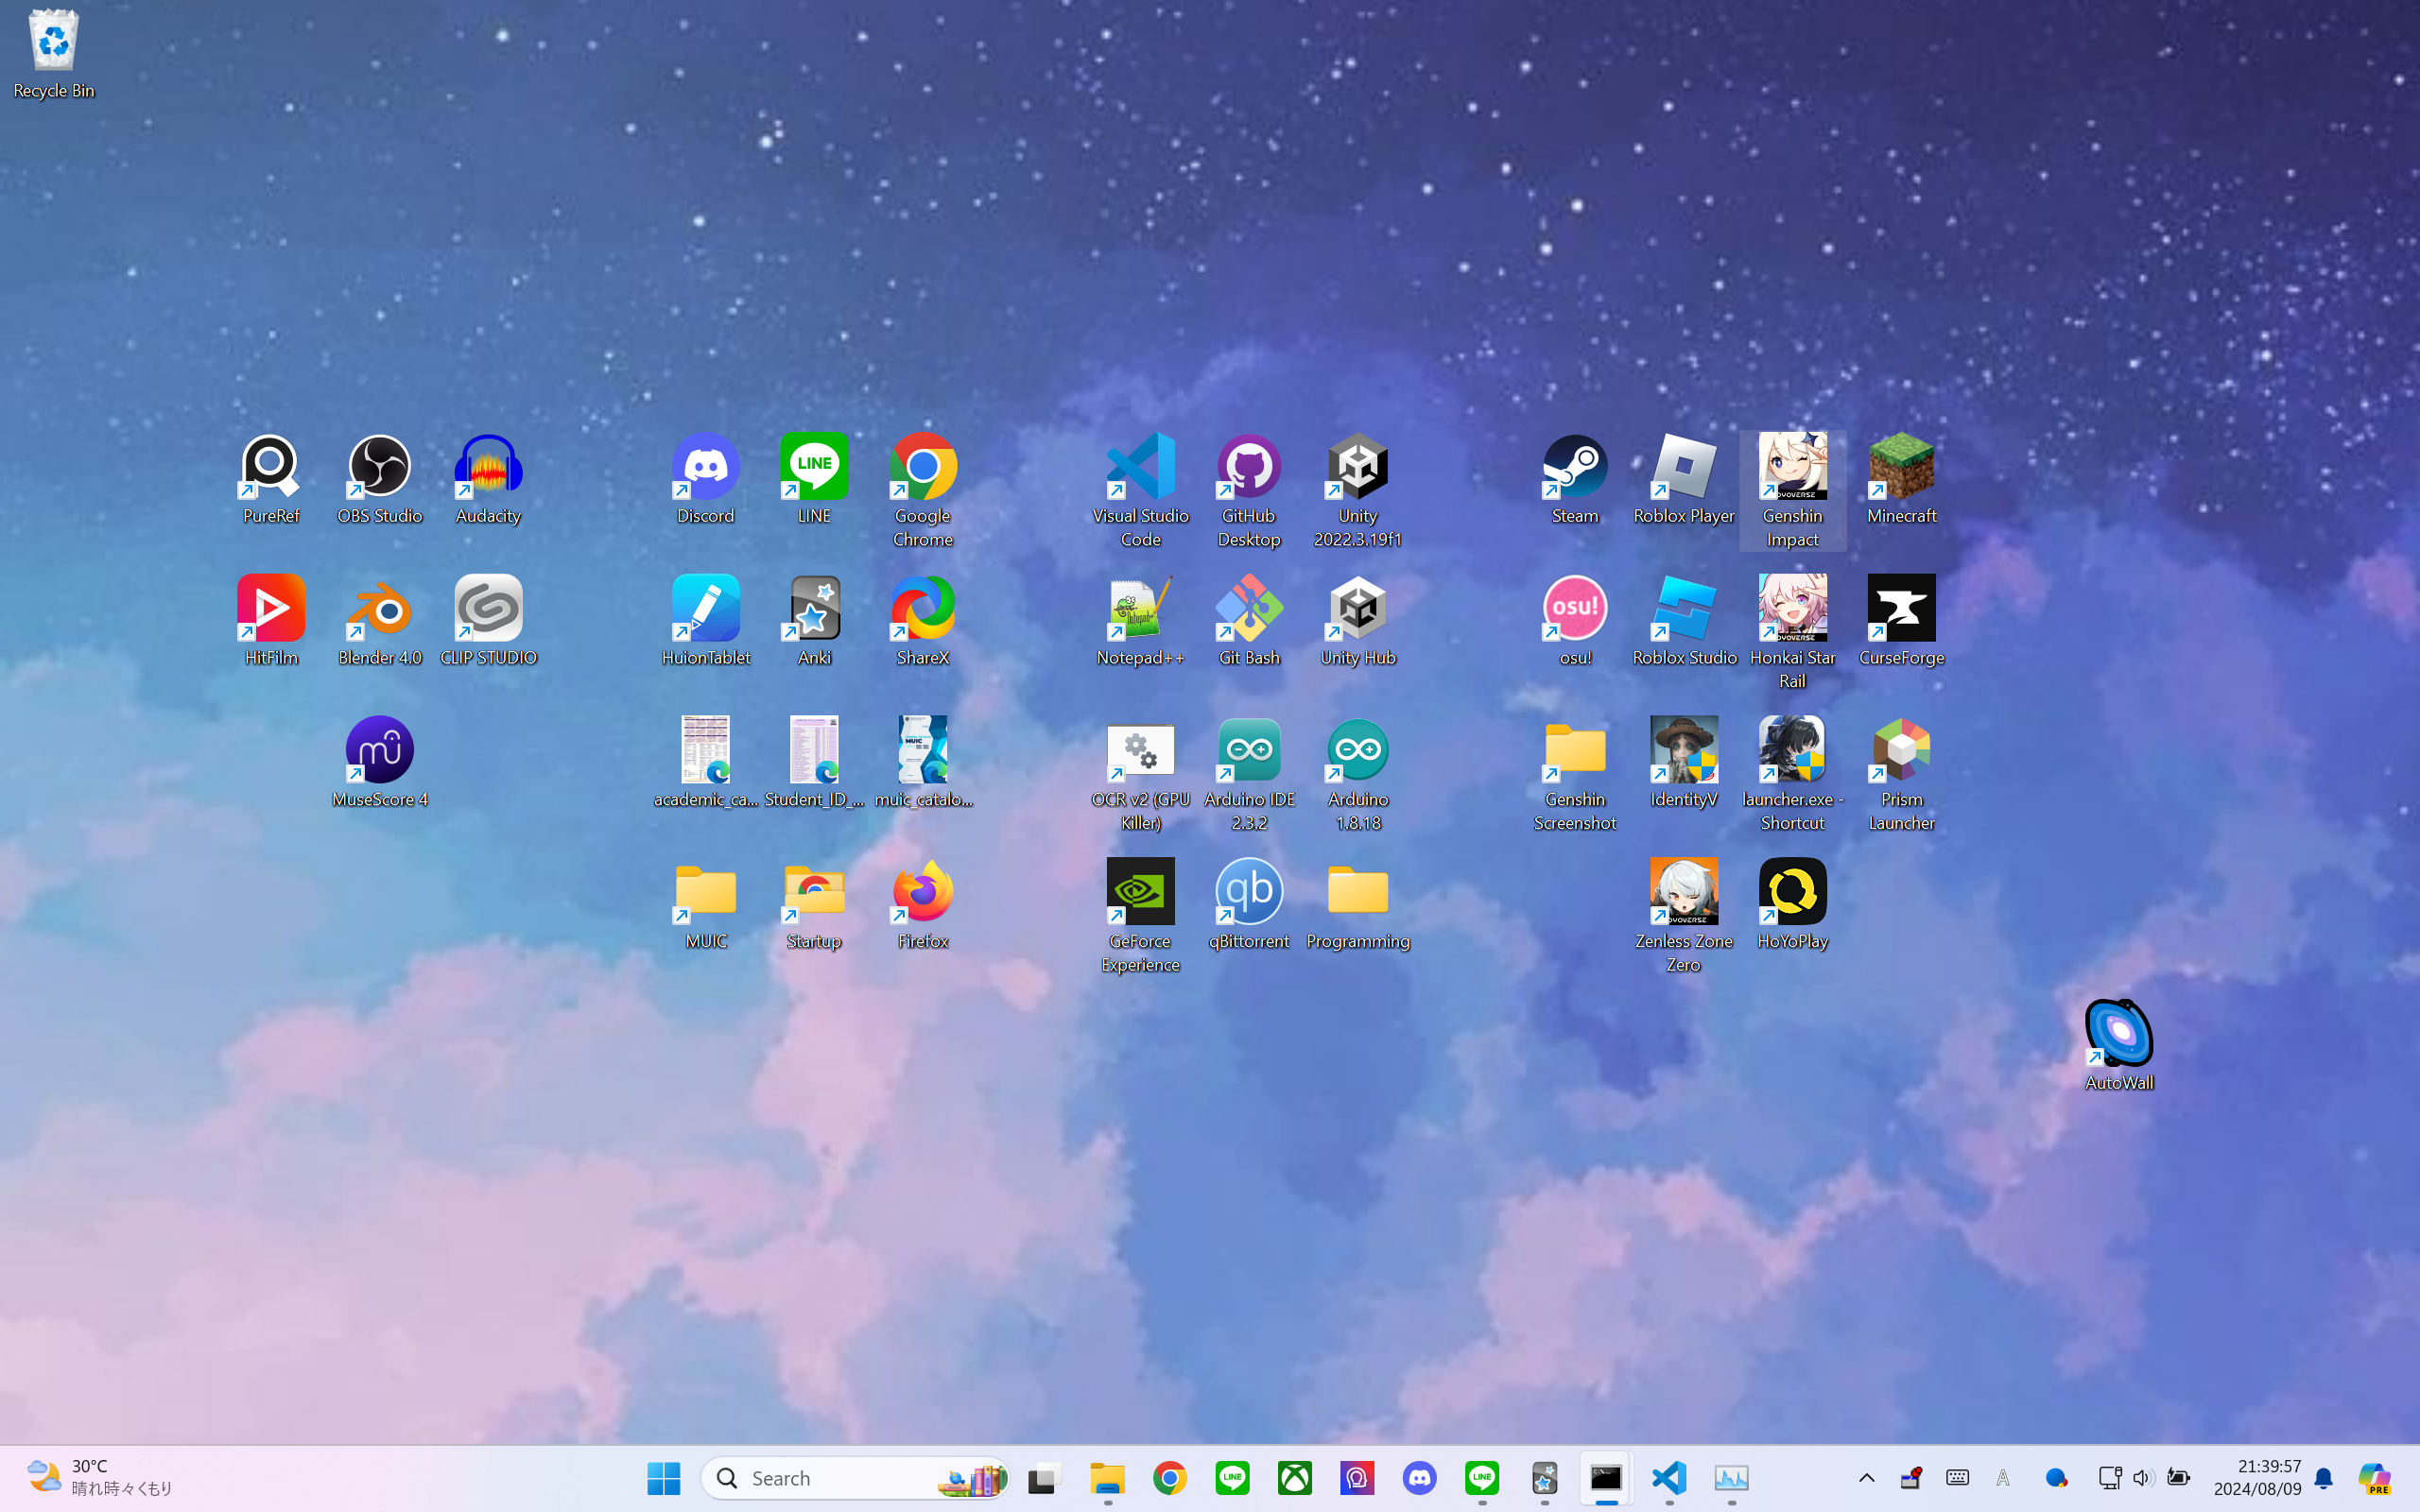 Recycle Bin
PureRef
OBS Studio
Audacity
Discord
LINE
Google
Chrome
Visual Studio
Code
GitHub
Desktop
Unity
2022.3.19f1
Steam
Roblox Player
Genshin
Impact
Minecraft
HitFilm
Blender 4.0
CLIP STUDIO
HuionTablet
Anki
ShareX
Notepad++
Git Bash
Unity Hub
osu!
Roblox Studio
Honkai Star
Rail
CurseForge
MuseScore 4
academic_ca...
Student_ID_...
muic_catalo...
OCR v2 (GPU
Killer)
Arduino IDE
2.3.2
Arduino
1.8.18
Genshin
Screenshot
IdentityV
launcher.exe -
Shortcut
Prism
Launcher
MUIC
Startup
Firefox
GeForce
Experience
qBittorrent
Programming
Zenless Zone
Zero
HoYoPlay
AutoWall
30°C
晴れ時々くもり
Search
21:39:57
2024/08/09